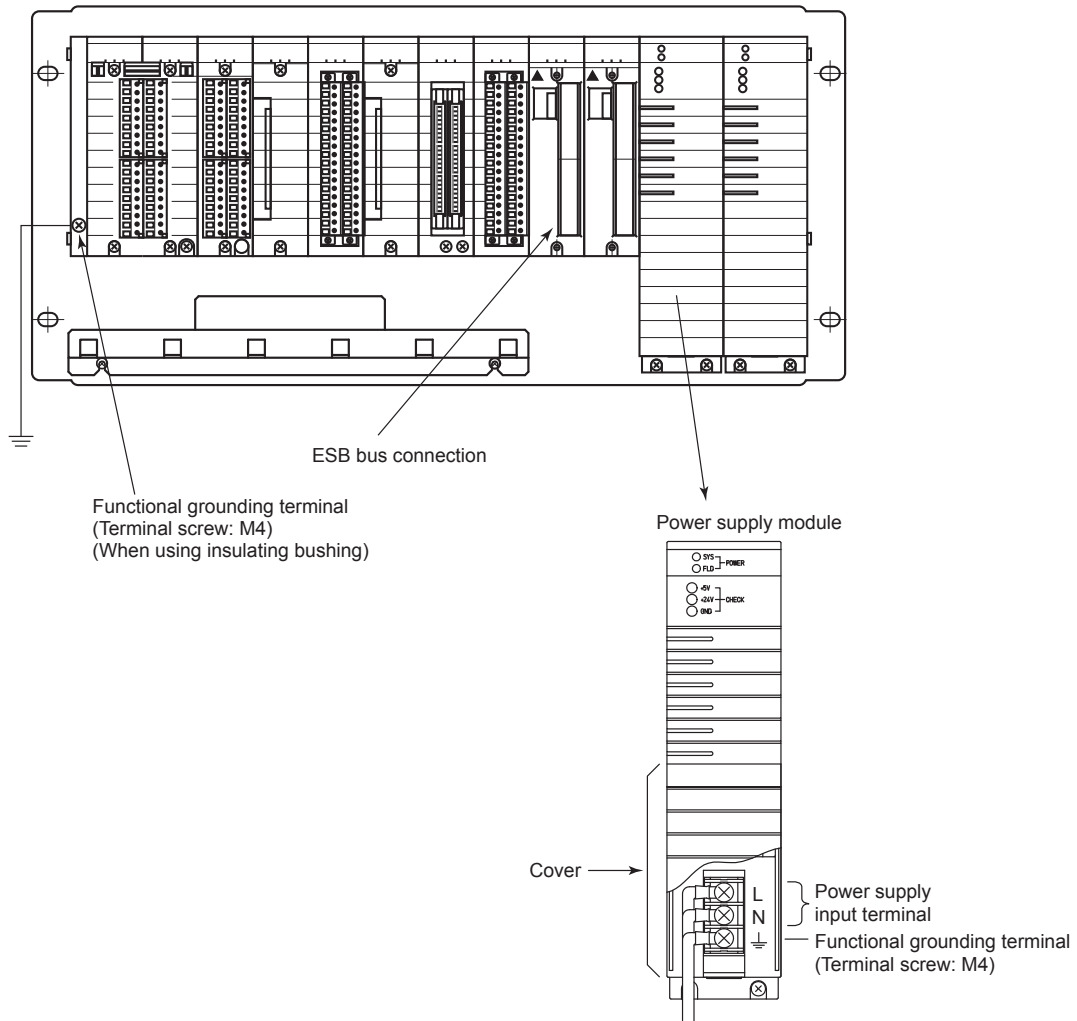 ESB bus connection
Functional grounding terminal
(Terminal screw: M4)
(When using insulating bushing)
Power supply module
SYS
FLD
POWER
+5V
+24V
GND
CHECK
Cover
L
N
Power supply
input terminal
Functional grounding terminal
(Terminal screw: M4)